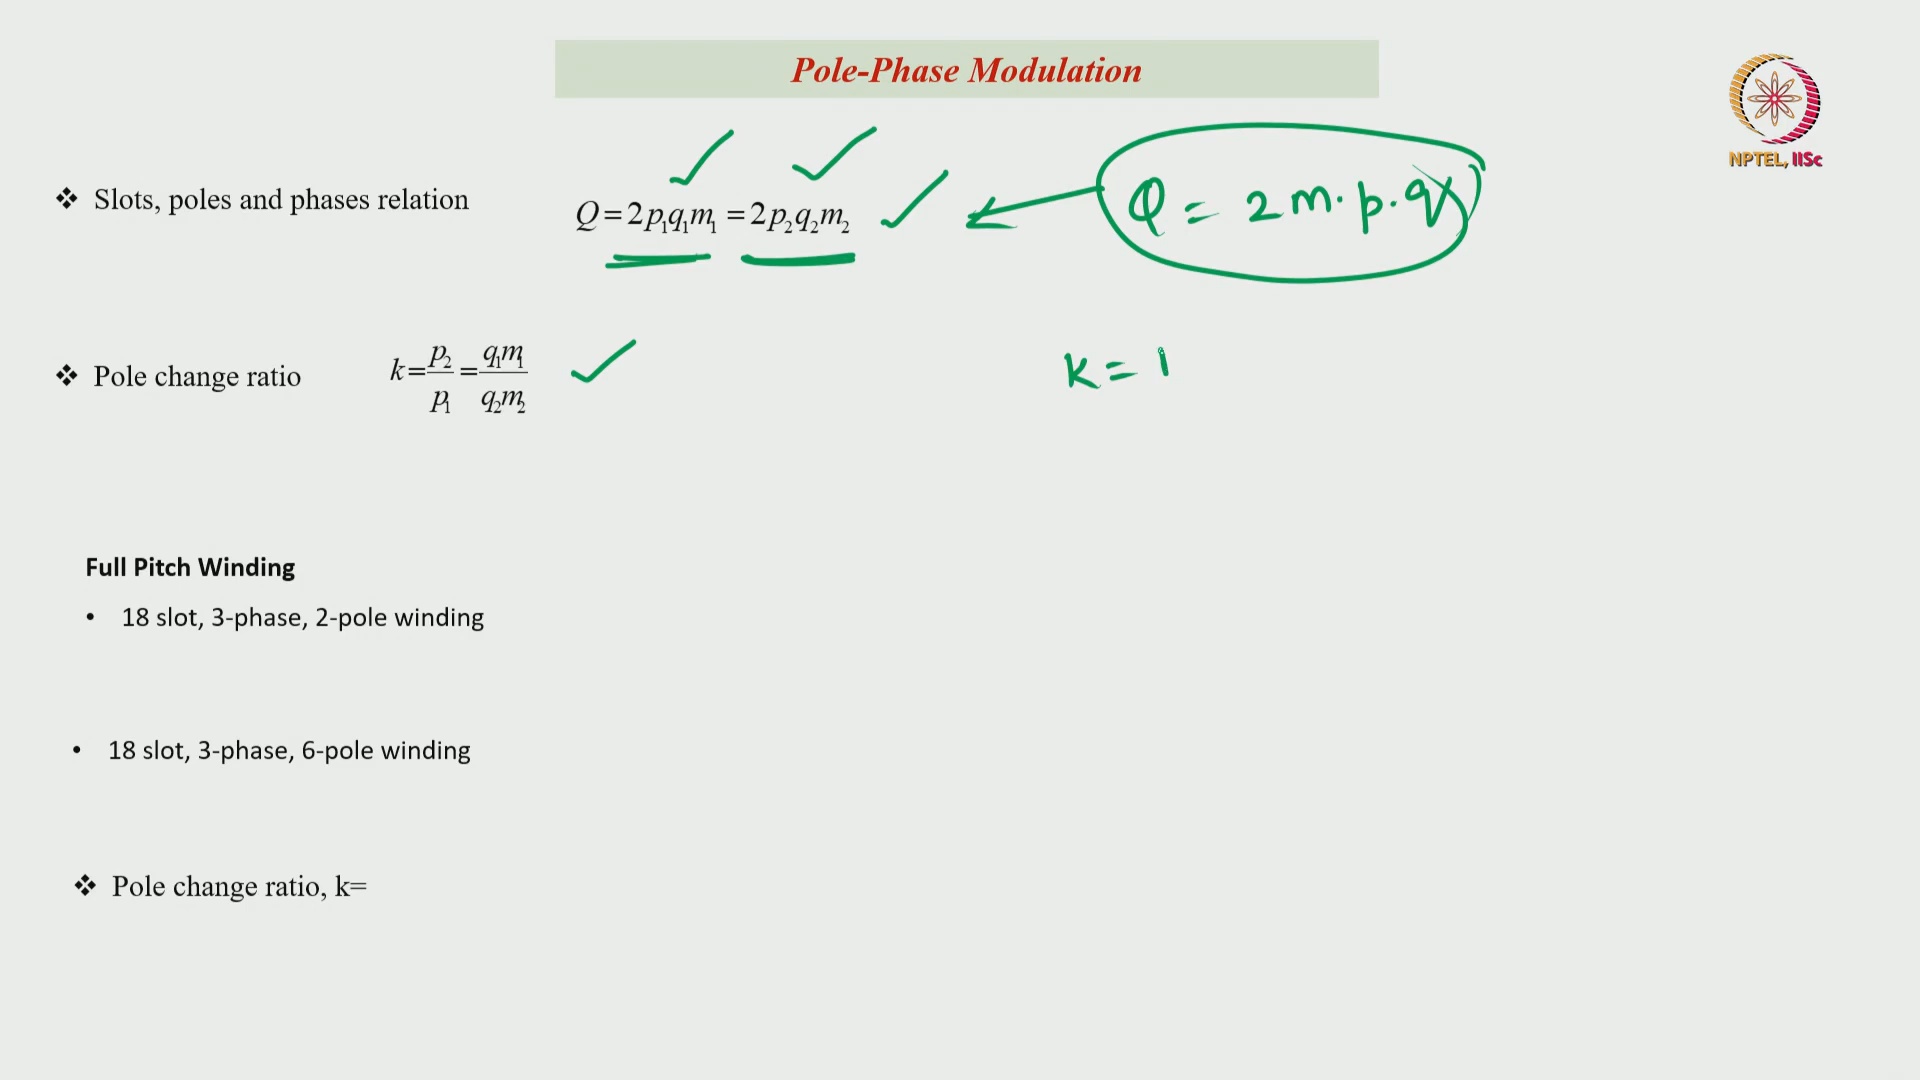 Pole-Phase Modulation
NPTEL, IISc
❖ Slots, poles and phases relation Q=2p₁q₁m₁ =2p₂q₂m₂ Q = 2 m·p·q
❖ Pole change ratio k=p₂/p₁=q₁m₁/q₂m₂ k = 1
Full Pitch Winding
• 18 slot, 3-phase, 2-pole winding
• 18 slot, 3-phase, 6-pole winding
❖ Pole change ratio, k=